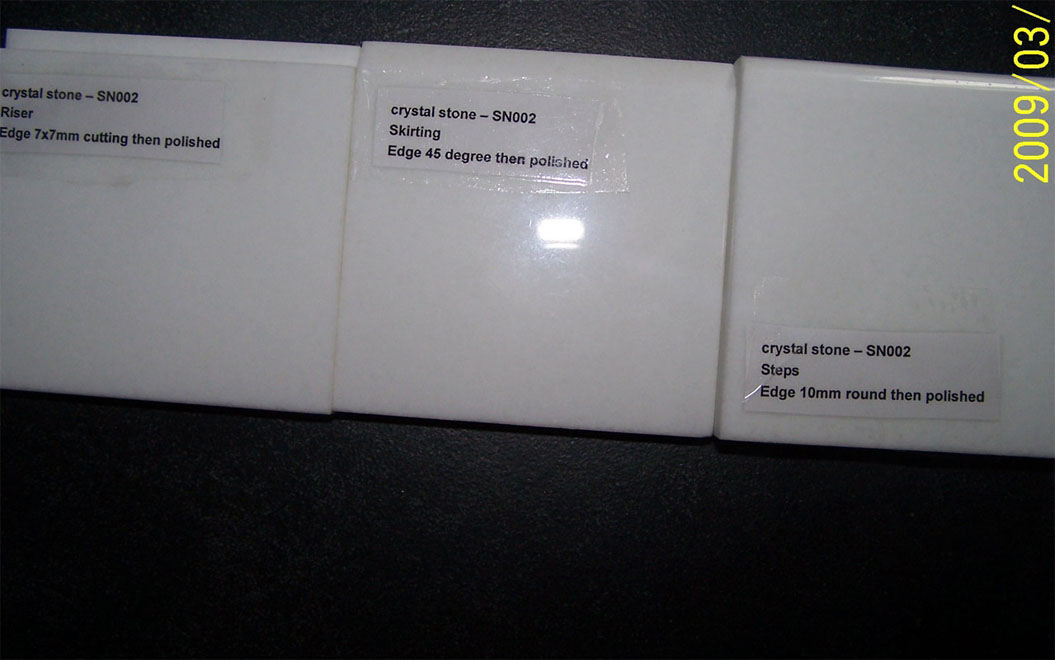 crystal stone – SN002
Riser
Edge 7x7mm cutting then polished
crystal stone – SN002
Skirting
Edge 45 degree then polished
crystal stone – SN002
Steps
Edge 10mm round then polished
2009/03/